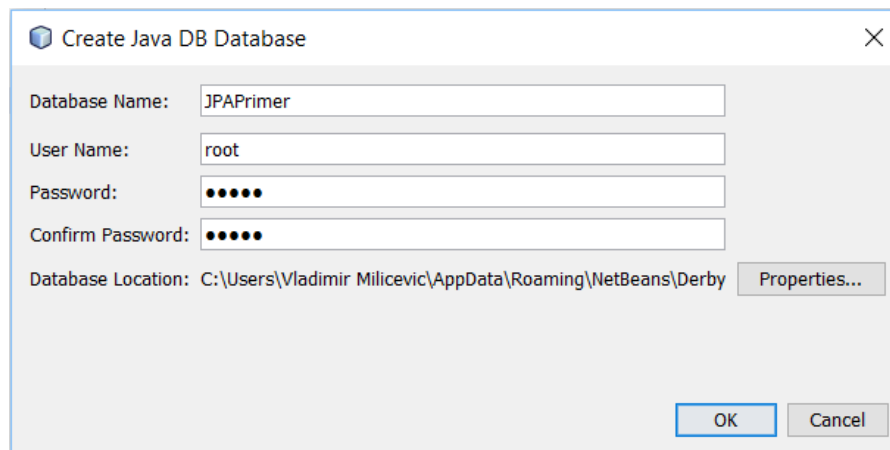 Create Java DB Database
Database Name: JPAPrimer
User Name: root
Password: ●●●●●
Confirm Password: ●●●●●
Database Location: C:\Users\Vladimir Milicevic\AppData\Roaming\NetBeans\Derby Properties...
OK Cancel